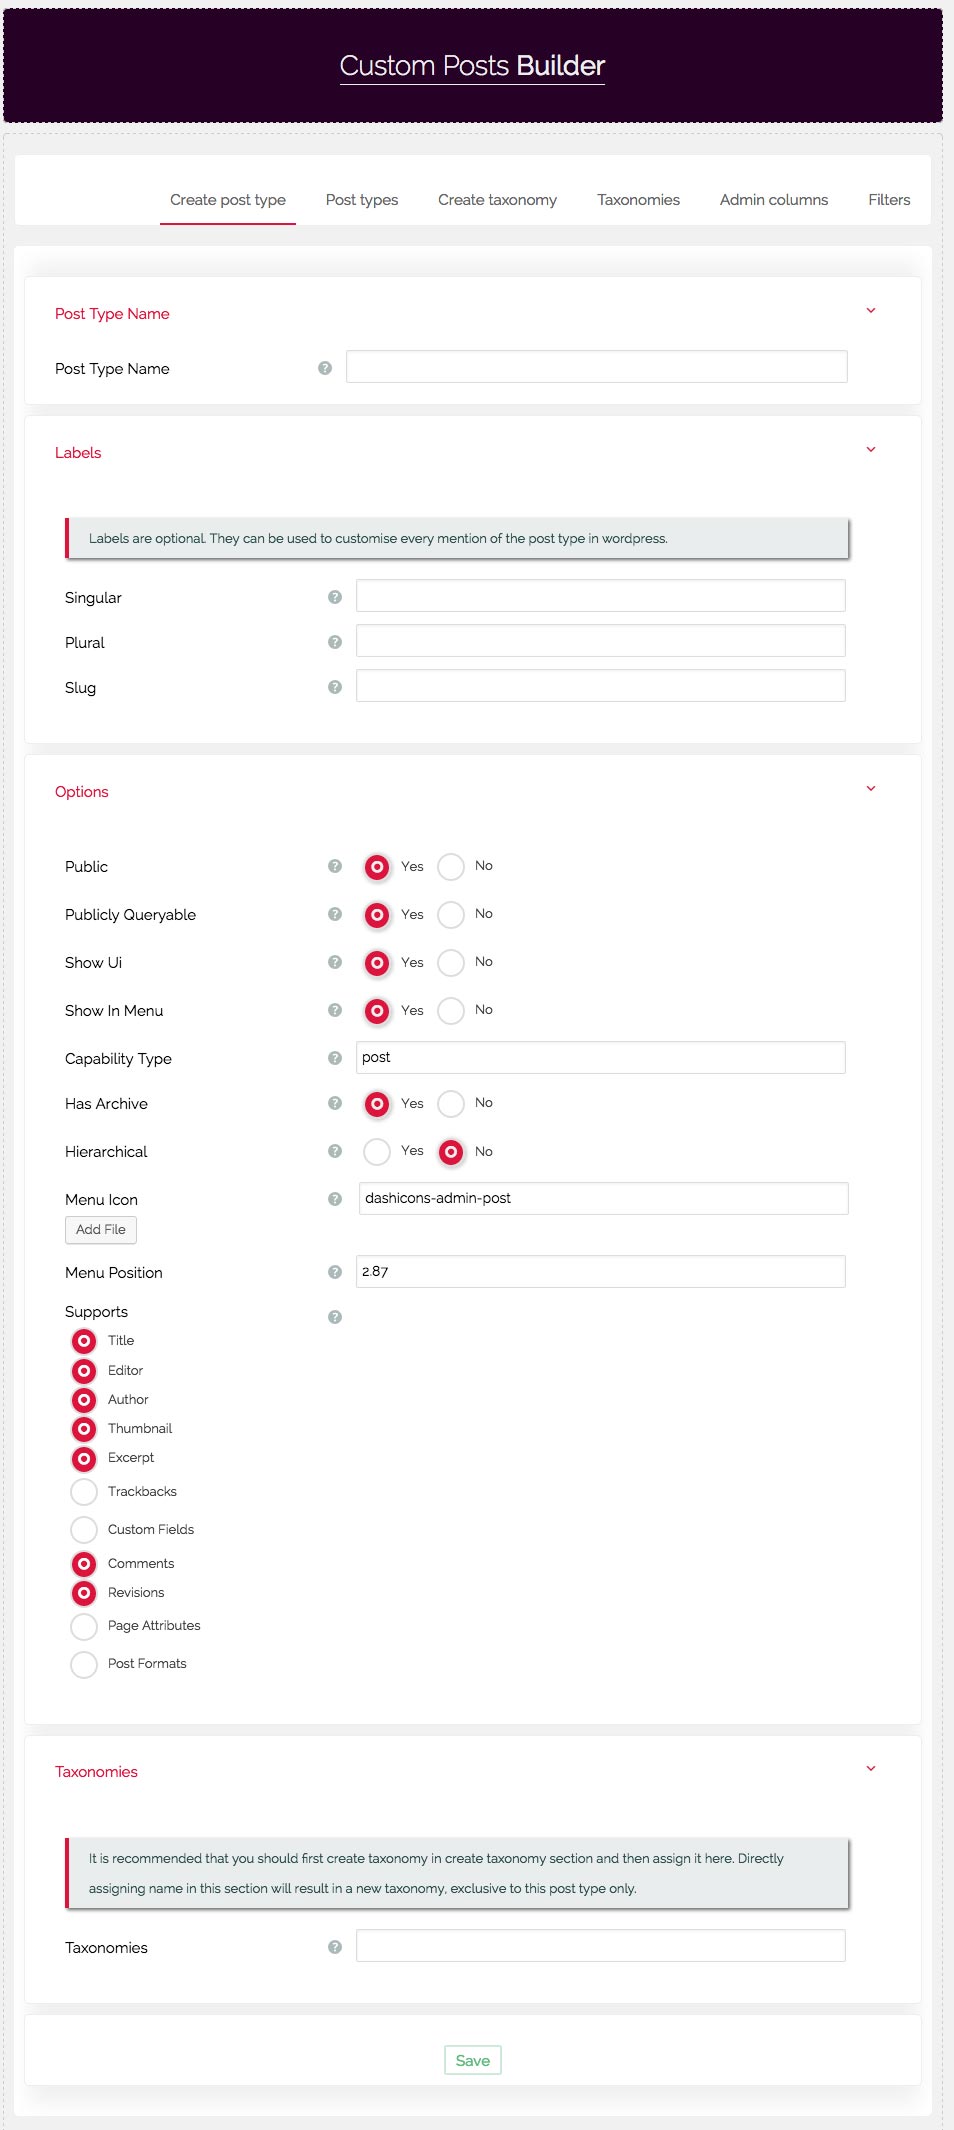 Custom Posts Builder
Create post type Post types Create taxonomy Taxonomies Admin columns Filters
Post Type Name
Post Type Name ?
Labels
Labels are optional. They can be used to customise every mention of the post type in wordpress.
Singular ?
Plural ?
Slug ?
Options
Public ? Yes No
Publicly Queryable ? Yes No
Show Ui ? Yes No
Show In Menu ? Yes No
Capability Type ? post
Has Archive ? Yes No
Hierarchical ? Yes No
Menu Icon ? dashicons-admin-post
Add File
Menu Position ? 2.87
Supports ?
Title
Editor
Author
Thumbnail
Excerpt
Trackbacks
Custom Fields
Comments
Revisions
Page Attributes
Post Formats
Taxonomies
It is recommended that you should first create taxonomy in create taxonomy section and then assign it here. Directly
assigning name in this section will result in a new taxonomy, exclusive to this post type only.
Taxonomies ?
Save